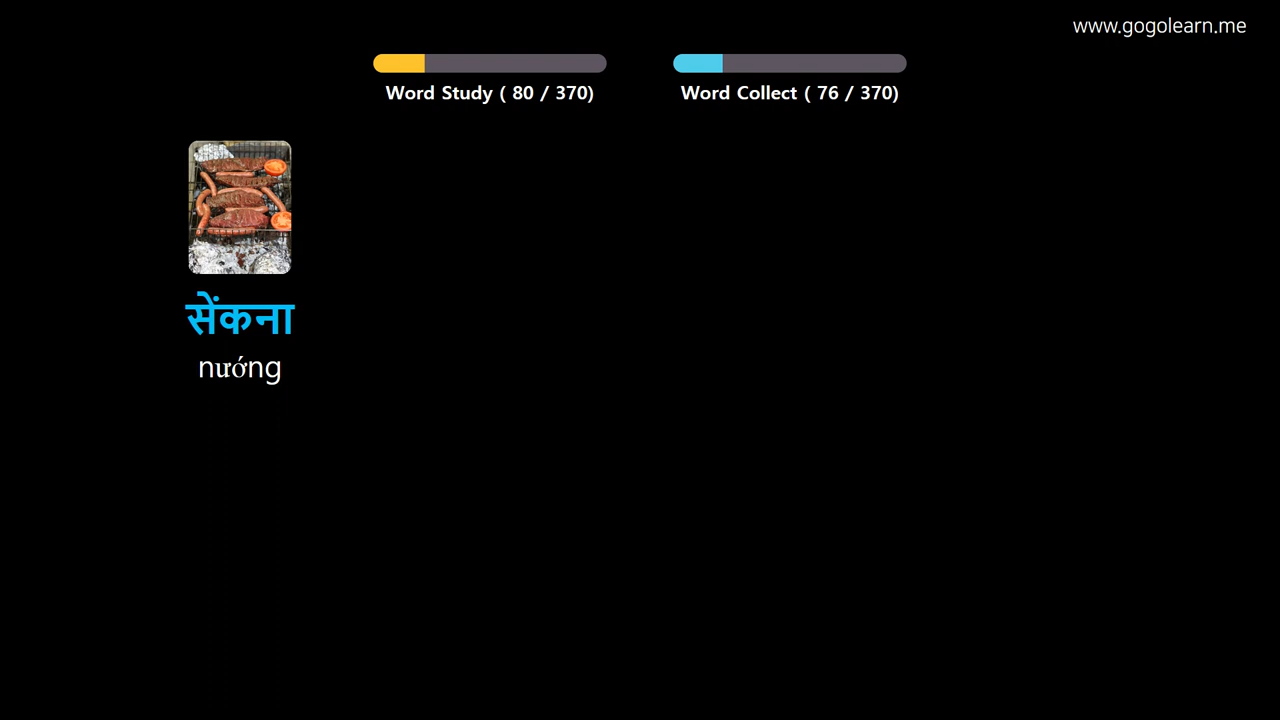 www.gogolearn.me
Word Study ( 80 / 370)
Word Collect ( 76 / 370)
सेंकना
nướng